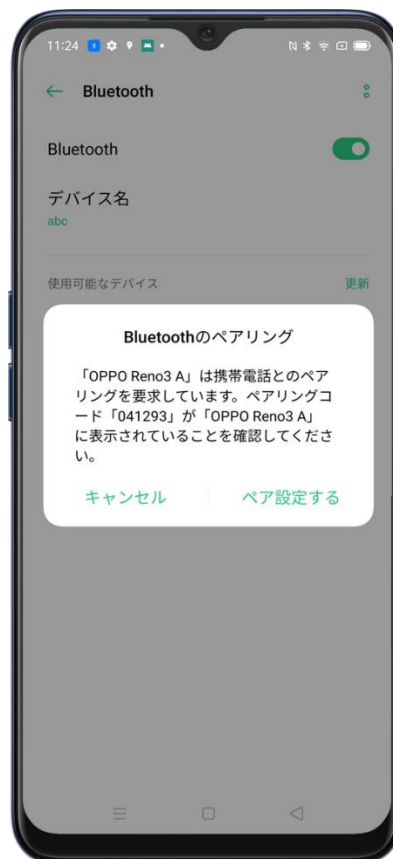 11:24
Bluetooth
Bluetooth
デバイス名
abc
使用可能なデバイス 更新
Bluetoothのペアリング
「OPPO Reno3 A」は携帯電話とのペア
リングを要求しています。ペアリングコ
ード「041293」が「OPPO Reno3 A」
に表示されていることを確認してくださ
い。
キャンセル ペア設定する